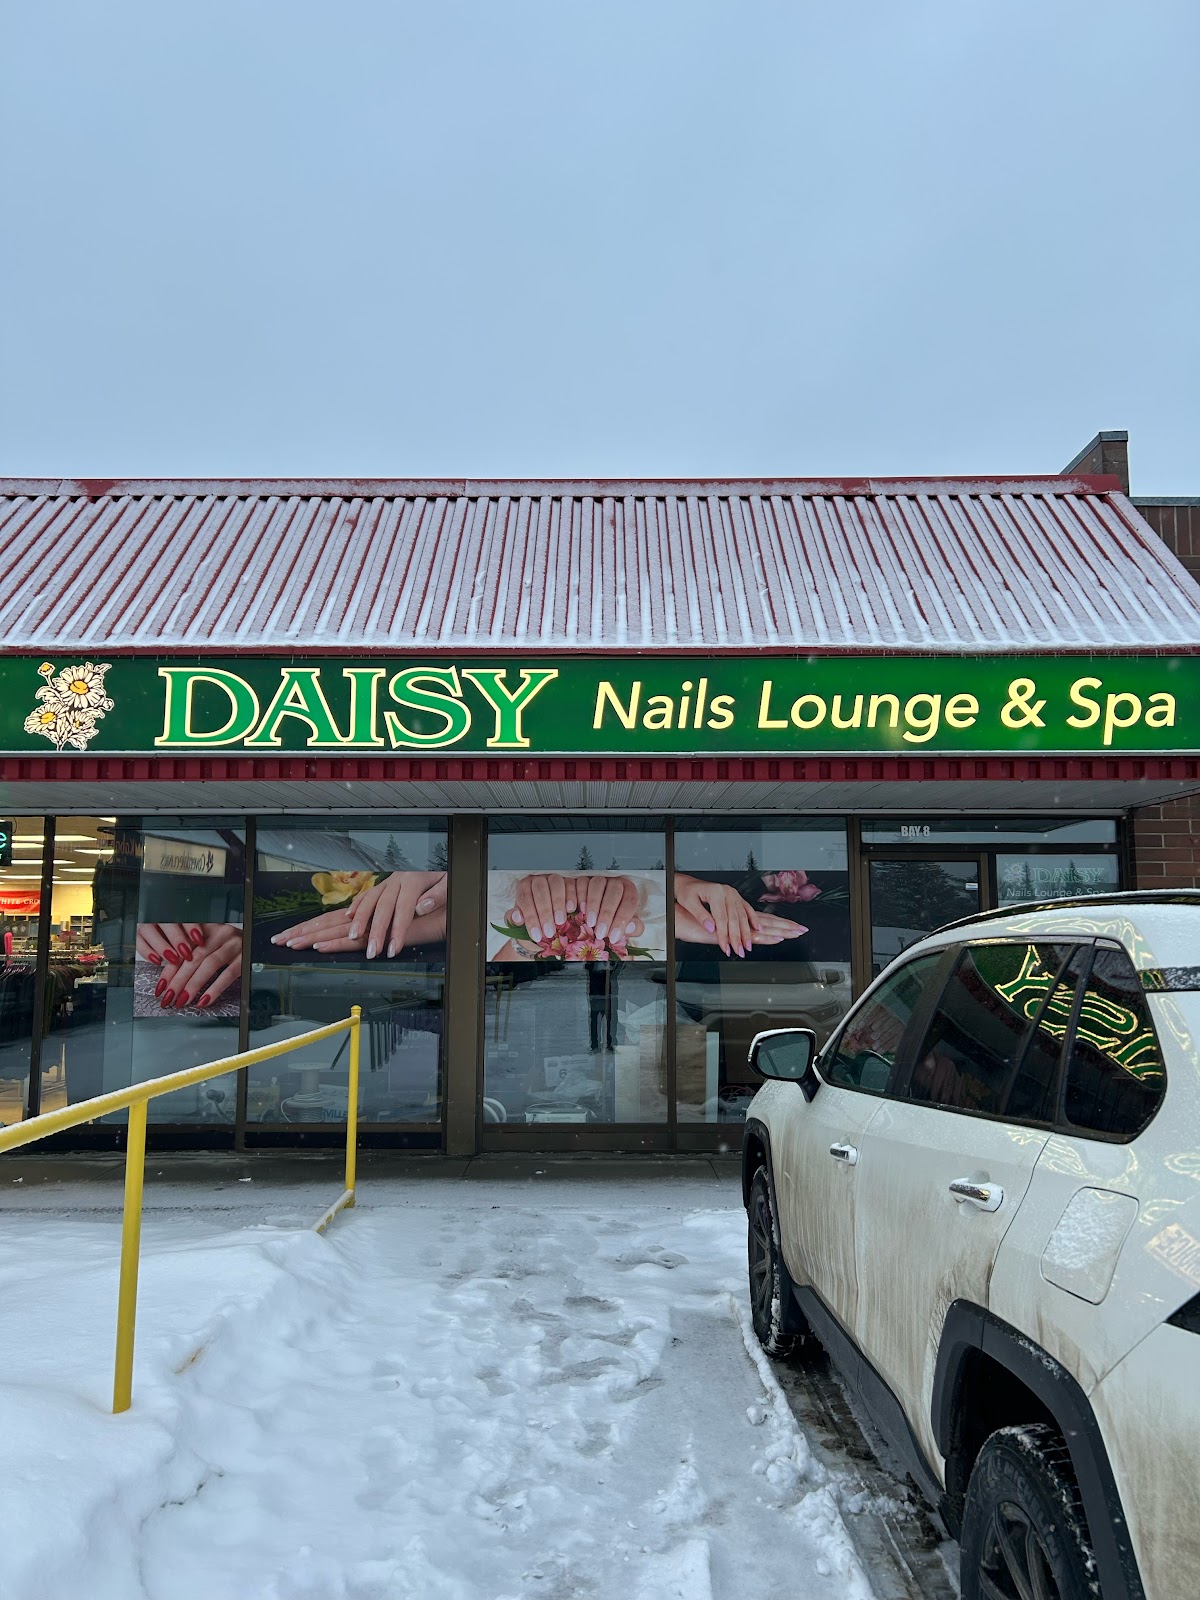 DAISY Nails Lounge & Spa
BAY 8
DAISY
Nails Lounge & Spa